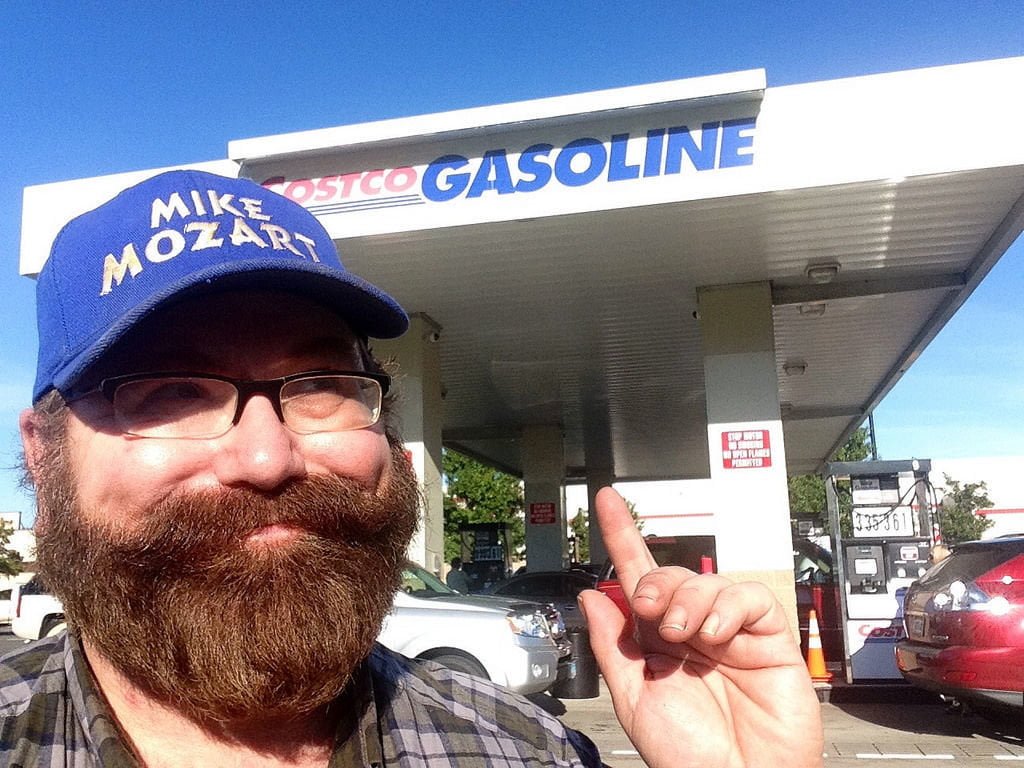 COSTCO GASOLINE
MIKE
MOZART
STOP MOTOR
NO SMOKING
NO OPEN FLAMES
PERMITTED